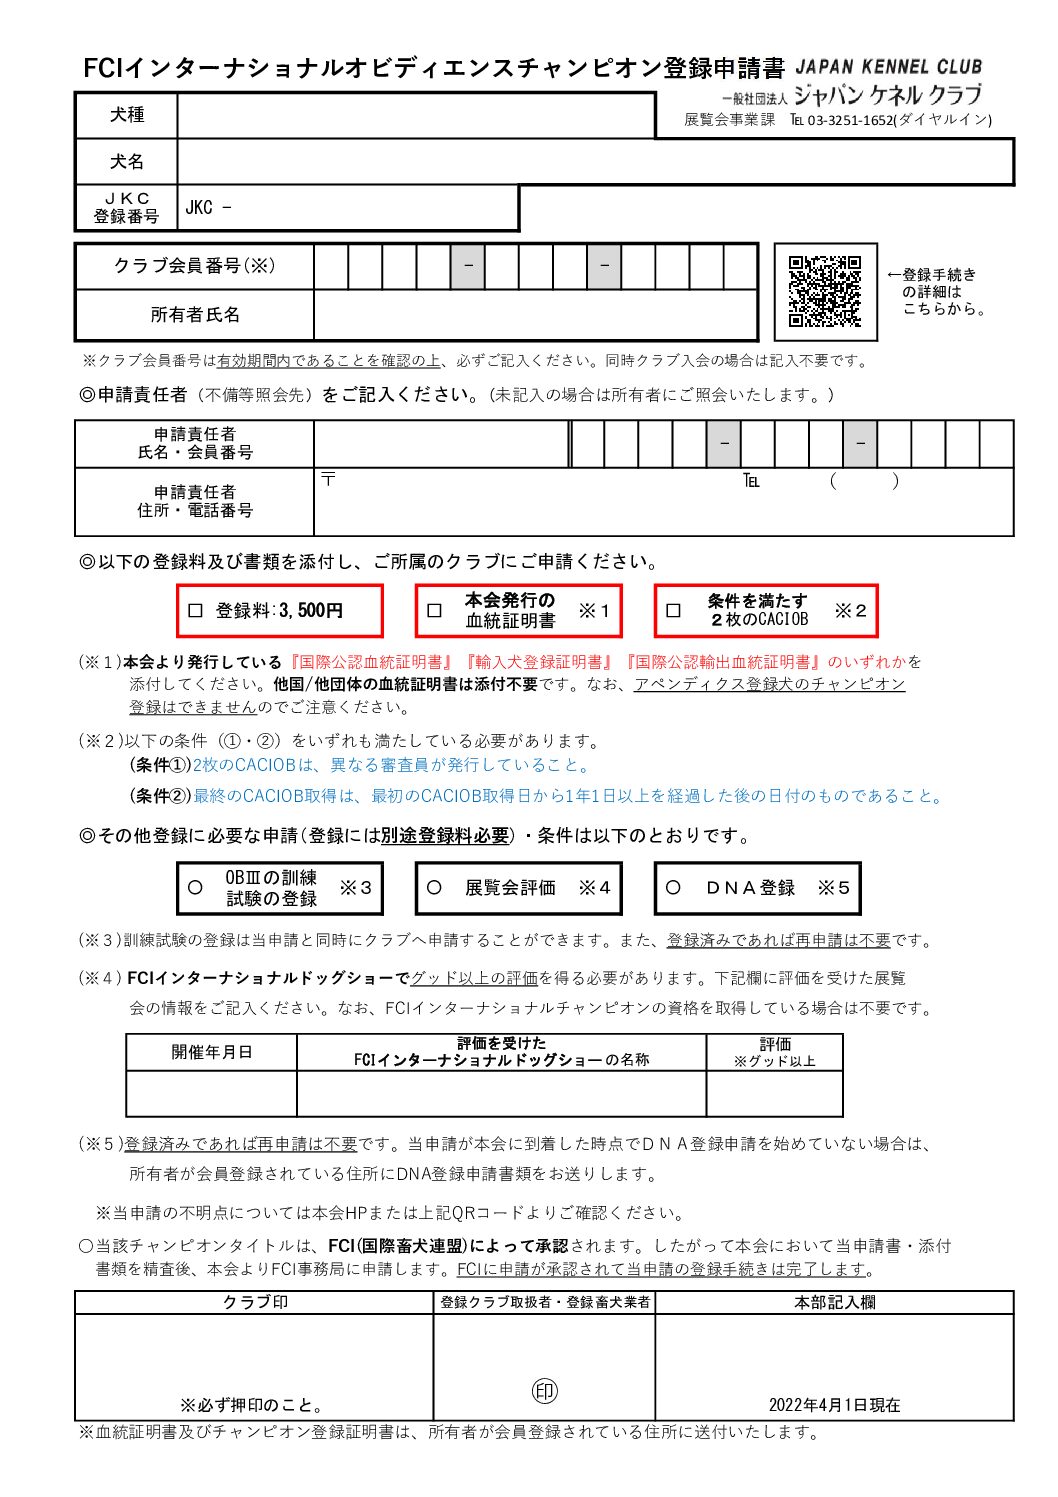 FCIインターナショナルオビディエンスチャンピオン登録申請書 JAPAN KENNEL CLUB
一般社団法人 ジャパン ケネル クラブ
展覧会事業課 ℡ 03-3251-1652(ダイヤルイン)
犬種
犬名
ＪＫＣ
登録番号
JKC －
クラブ会員番号(※)
－ －
所有者氏名
←登録手続き
の詳細は
こちらから。
※クラブ会員番号は有効期間内であることを確認の上、必ずご記入ください。同時クラブ入会の場合は記入不要です。
◎申請責任者（不備等照会先）をご記入ください。(未記入の場合は所有者にご照会いたします。)
申請責任者
氏名・会員番号
－ －
申請責任者
住所・電話番号
〒 ℡ ( )
◎以下の登録料及び書類を添付し、ご所属のクラブにご申請ください。
□ 登録料:3,500円
□ 本会発行の
血統証明書 ※１
□ 条件を満たす
２枚のCACIOB ※２
(※１)本会より発行している『国際公認血統証明書』『輸入犬登録証明書』『国際公認輸出血統証明書』のいずれかを
添付してください。他国/他団体の血統証明書は添付不要です。なお、アペンディクス登録犬のチャンピオン
登録はできませんのでご注意ください。
(※２)以下の条件（①・②）をいずれも満たしている必要があります。
(条件①)2枚のCACIOBは、異なる審査員が発行していること。
(条件②)最終のCACIOB取得は、最初のCACIOB取得日から1年1日以上を経過した後の日付のものであること。
◎その他登録に必要な申請(登録には別途登録料必要)・条件は以下のとおりです。
○ OBⅢの訓練
試験の登録 ※３
○ 展覧会評価 ※４
○ ＤＮＡ登録 ※５
(※３)訓練試験の登録は当申請と同時にクラブへ申請することができます。また、登録済みであれば再申請は不要です。
(※４) FCIインターナショナルドッグショーでグッド以上の評価を得る必要があります。下記欄に評価を受けた展覧
会の情報をご記入ください。なお、FCIインターナショナルチャンピオンの資格を取得している場合は不要です。
開催年月日
評価を受けた
FCIインターナショナルドッグショーの名称
評価
※グッド以上
(※５)登録済みであれば再申請は不要です。当申請が本会に到着した時点でＤＮＡ登録申請を始めていない場合は、
所有者が会員登録されている住所にDNA登録申請書類をお送りします。
※当申請の不明点については本会HPまたは上記QRコードよりご確認ください。
○当該チャンピオンタイトルは、FCI(国際畜犬連盟)によって承認されます。したがって本会において当申請書・添付
書類を精査後、本会よりFCI事務局に申請します。FCIに申請が承認されて当申請の登録手続きは完了します。
クラブ印 登録クラブ取扱者・登録畜犬業者 本部記入欄
※必ず押印のこと。 ㊞ 2022年4月1日現在
※血統証明書及びチャンピオン登録証明書は、所有者が会員登録されている住所に送付いたします。